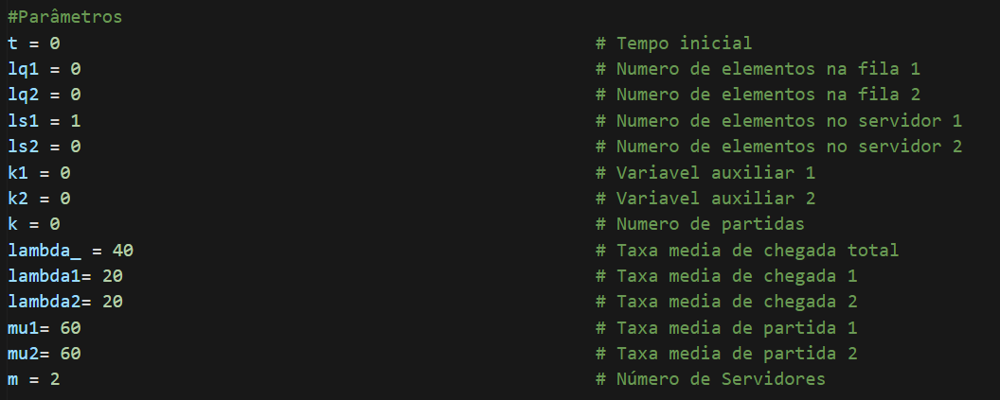 #Parâmetros
t = 0 # Tempo inicial
lq1 = 0 # Numero de elementos na fila 1
lq2 = 0 # Numero de elementos na fila 2
ls1 = 1 # Numero de elementos no servidor 1
ls2 = 0 # Numero de elementos no servidor 2
k1 = 0 # Variavel auxiliar 1
k2 = 0 # Variavel auxiliar 2
k = 0 # Numero de partidas
lambda_ = 40 # Taxa media de chegada total
lambda1= 20 # Taxa media de chegada 1
lambda2= 20 # Taxa media de chegada 2
mu1= 60 # Taxa media de partida 1
mu2= 60 # Taxa media de partida 2
m = 2 # Número de Servidores